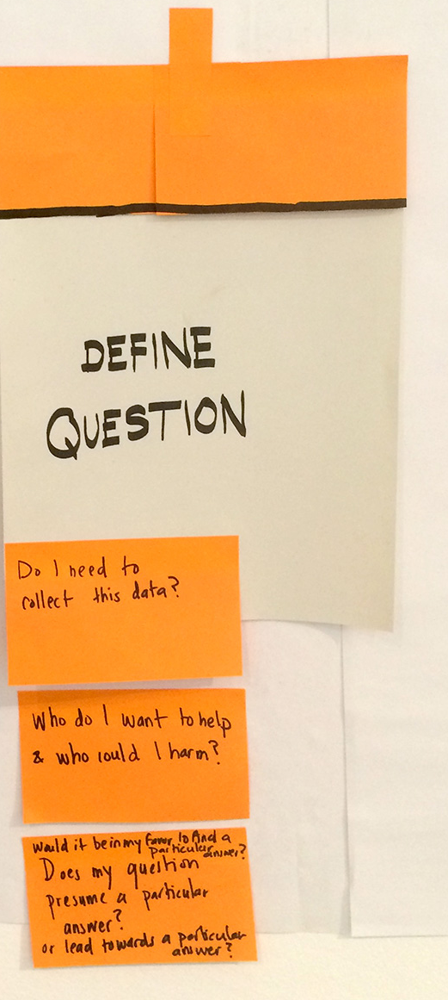 DEFINE
QUESTION
Do I need to
collect this data?
Who do I want to help
& who could I harm?
Would it be in my favor to find a
particular answer?
Does my question
presume a particular
answer?
or lead towards a particular
answer?